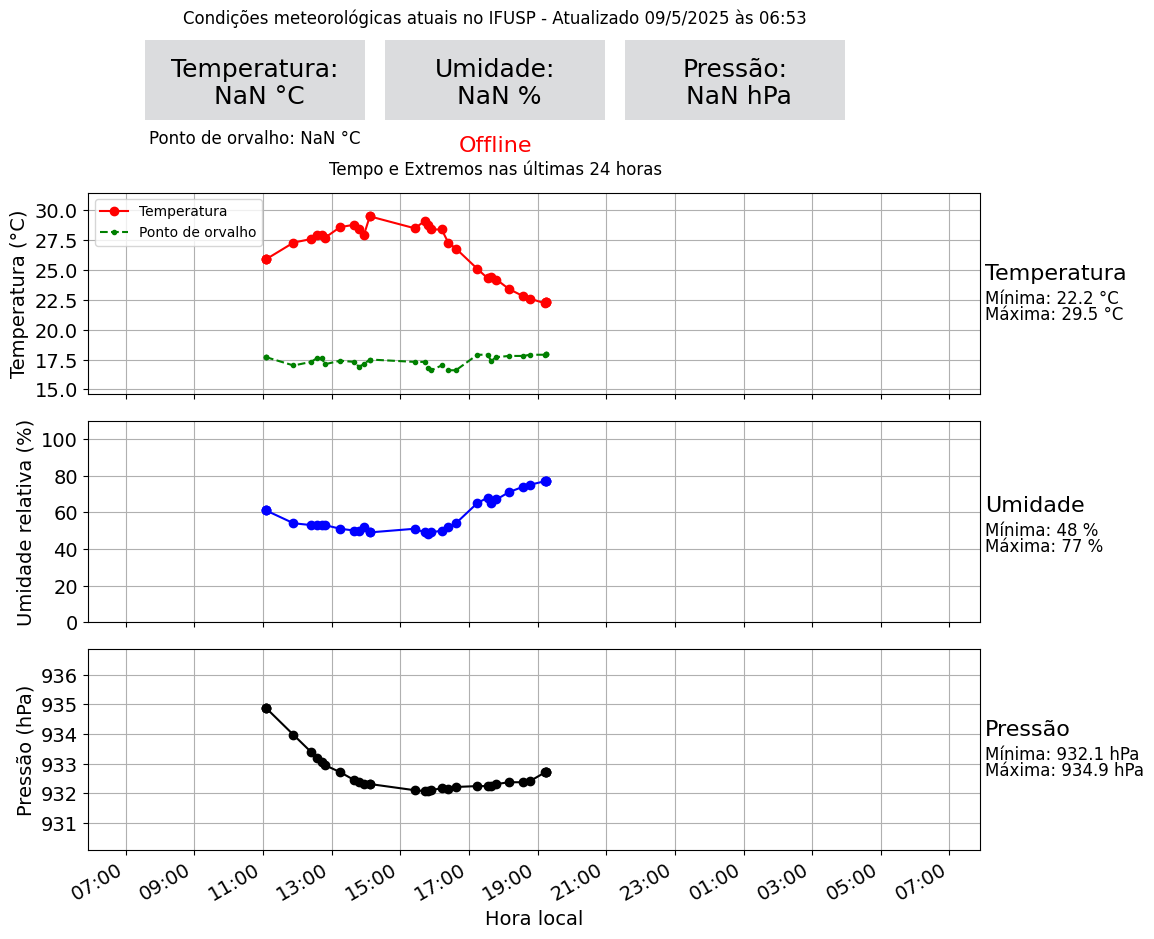 Condições meteorológicas atuais no IFUSP - Atualizado 09/5/2025 às 06:53
Temperatura:
NaN °C
Umidade:
NaN %
Pressão:
NaN hPa
Ponto de orvalho: NaN °C
Offline
Tempo e Extremos nas últimas 24 horas
Temperatura (°C)
30.0
27.5
25.0
22.5
20.0
17.5
15.0
Temperatura
Ponto de orvalho
Temperatura
Mínima: 22.2 °C
Máxima: 29.5 °C
Umidade relativa (%)
100
80
60
40
20
0
Umidade
Mínima: 48 %
Máxima: 77 %
Pressão (hPa)
936
935
934
933
932
931
Pressão
Mínima: 932.1 hPa
Máxima: 934.9 hPa
07:00 09:00 11:00 13:00 15:00 17:00 19:00 21:00 23:00 01:00 03:00 05:00 07:00
Hora local